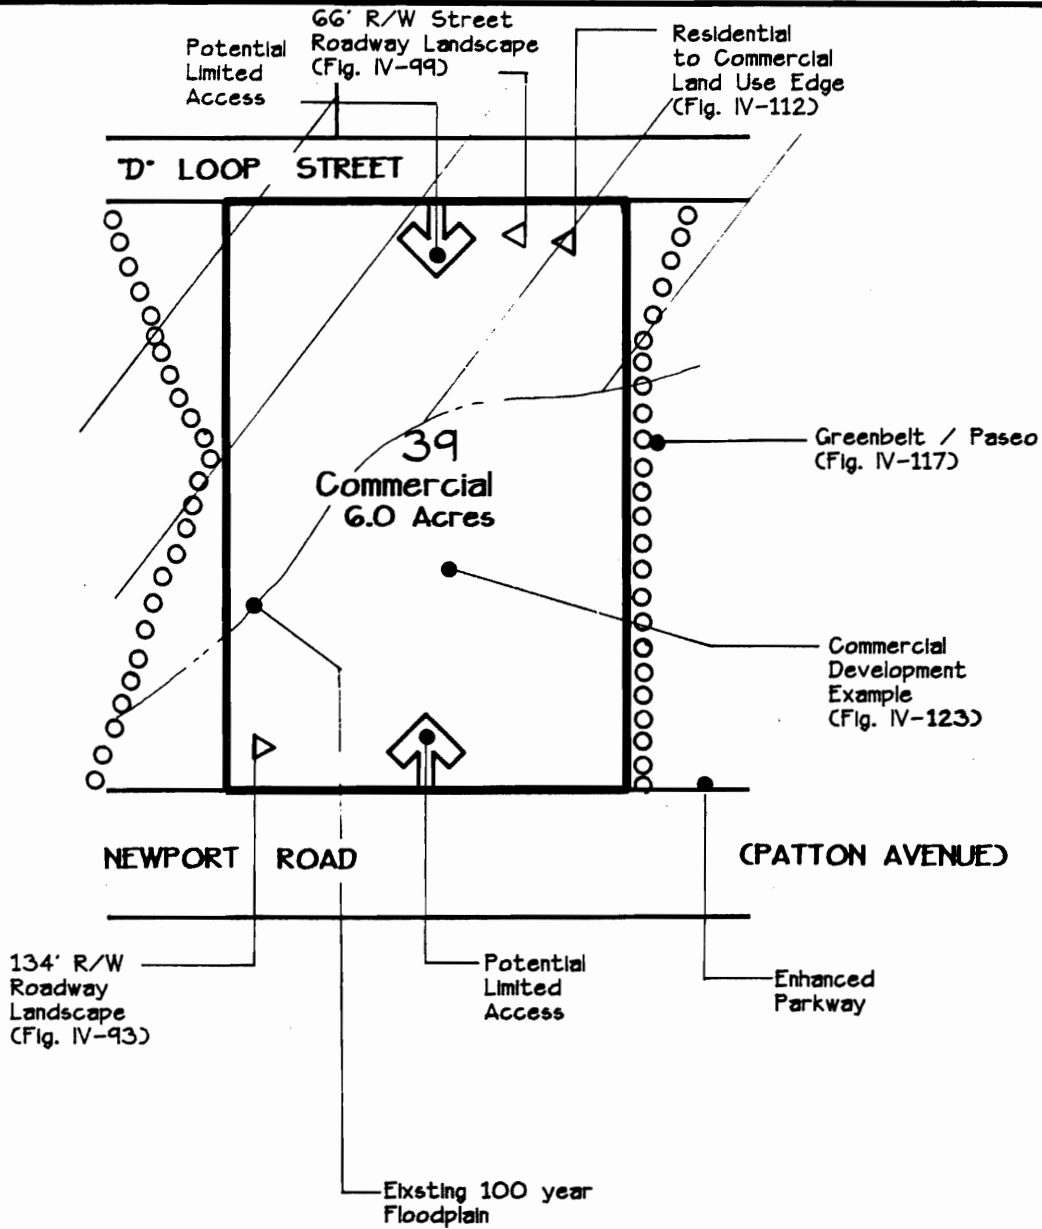 66' R/W Street
Roadway Landscape
(Fig. IV-99)
Potential
Limited
Access
Residential
to Commercial
Land Use Edge
(Fig. IV-112)
"D" LOOP STREET
39
Commercial
6.0 Acres
Greenbelt / Paseo
(Fig. IV-117)
Commercial
Development
Example
(Fig. IV-123)
NEWPORT ROAD
(PATTON AVENUE)
134' R/W
Roadway
Landscape
(Fig. IV-93)
Potential
Limited
Access
Enhanced
Parkway
Eixsting 100 year
Floodplain